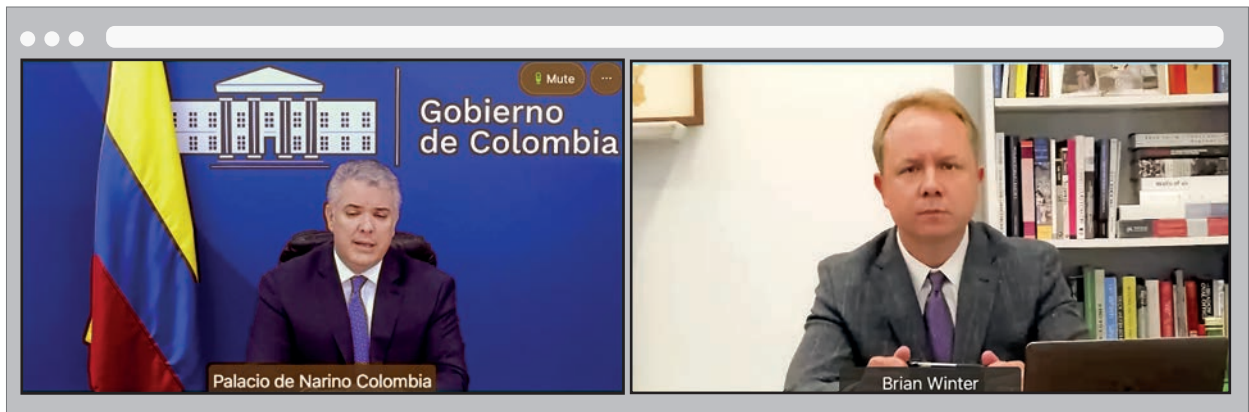 Mute
Gobierno
de Colombia
Palacio de Narino Colombia
Brian Winter